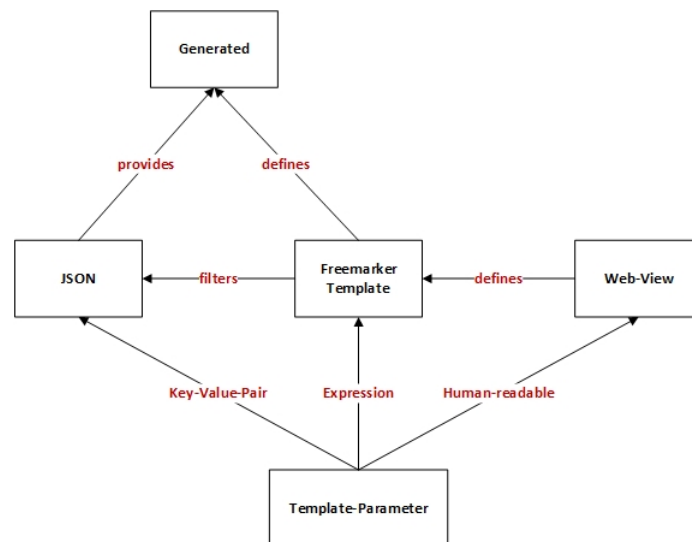 Generated
provides
defines
JSON
filters
Freemarker
Template
defines
Web-View
Key-Value-Pair
Expression
Human-readable
Template-Parameter